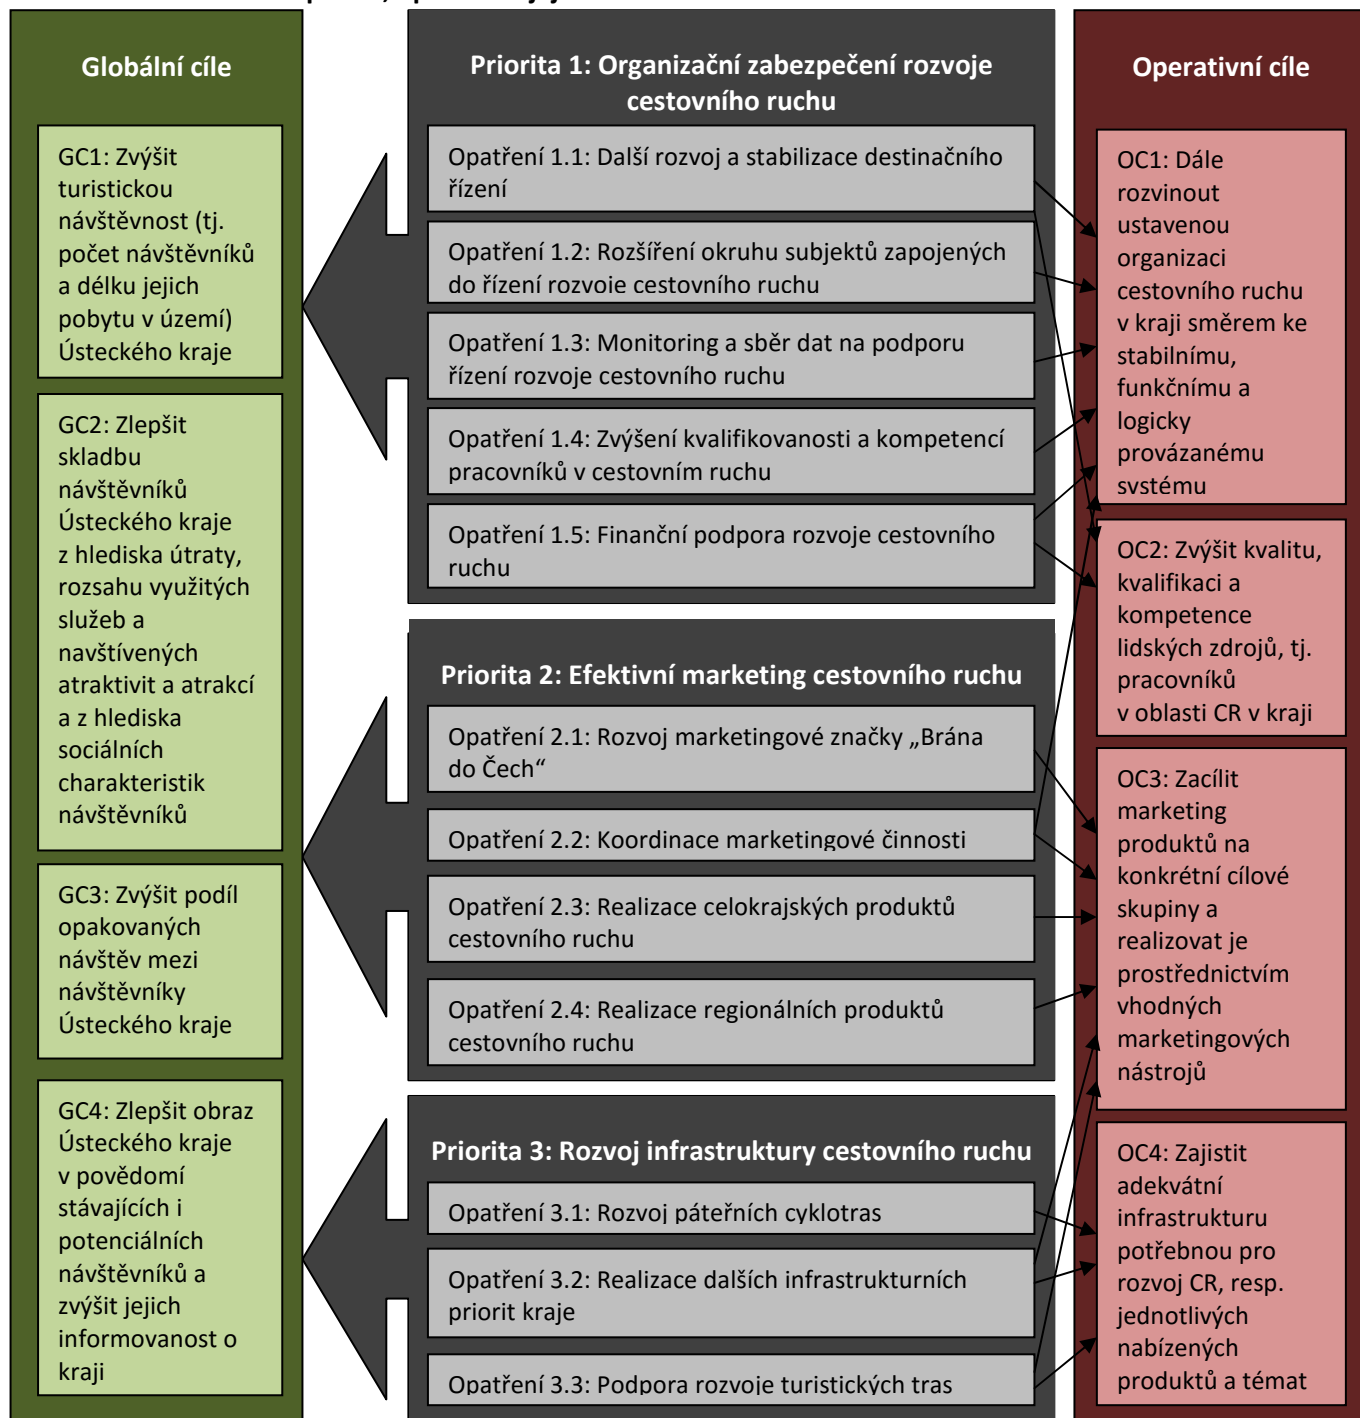 Globální cíle
GC1: Zvýšit
turistickou
návštěvnost (tj.
počet návštěvníků
a délku jejich
pobytu v území)
Ústeckého kraje
GC2: Zlepšit
skladbu
návštěvníků
Ústeckého kraje
z hlediska útraty,
rozsahu využitých
služeb a
navštívených
atraktivit a atrakcí
a z hlediska
sociálních
charakteristik
návštěvníků
GC3: Zvýšit podíl
opakovaných
návštěv mezi
návštěvníky
Ústeckého kraje
GC4: Zlepšit obraz
Ústeckého kraje
v povědomí
stávajících i
potenciálních
návštěvníků a
zvýšit jejich
informovanost o
kraji
Priorita 1: Organizační zabezpečení rozvoje
cestovního ruchu
Opatření 1.1: Další rozvoj a stabilizace destinačního
řízení
Opatření 1.2: Rozšíření okruhu subjektů zapojených
do řízení rozvoje cestovního ruchu
Opatření 1.3: Monitoring a sběr dat na podporu
řízení rozvoje cestovního ruchu
Opatření 1.4: Zvýšení kvalifikovanosti a kompetencí
pracovníků v cestovním ruchu
Opatření 1.5: Finanční podpora rozvoje cestovního
ruchu
Priorita 2: Efektivní marketing cestovního ruchu
Opatření 2.1: Rozvoj marketingové značky „Brána
do Čech“
Opatření 2.2: Koordinace marketingové činnosti
Opatření 2.3: Realizace celokrajských produktů
cestovního ruchu
Opatření 2.4: Realizace regionálních produktů
cestovního ruchu
Priorita 3: Rozvoj infrastruktury cestovního ruchu
Opatření 3.1: Rozvoj páteřních cyklotras
Opatření 3.2: Realizace dalších infrastrukturních
priorit kraje
Opatření 3.3: Podpora rozvoje turistických tras
Operativní cíle
OC1: Dále
rozvinout
ustavenou
organizaci
cestovního ruchu
v kraji směrem ke
stabilnímu,
funkčnímu a
logicky
provázanému
systému
OC2: Zvýšit kvalitu,
kvalifikaci a
kompetence
lidských zdrojů, tj.
pracovníků
v oblasti CR v kraji
OC3: Zacílit
marketing
produktů na
konkrétní cílové
skupiny a
realizovat je
prostřednictvím
vhodných
marketingových
nástrojů
OC4: Zajistit
adekvátní
infrastrukturu
potřebnou pro
rozvoj CR, resp.
jednotlivých
nabízených
produktů a témat